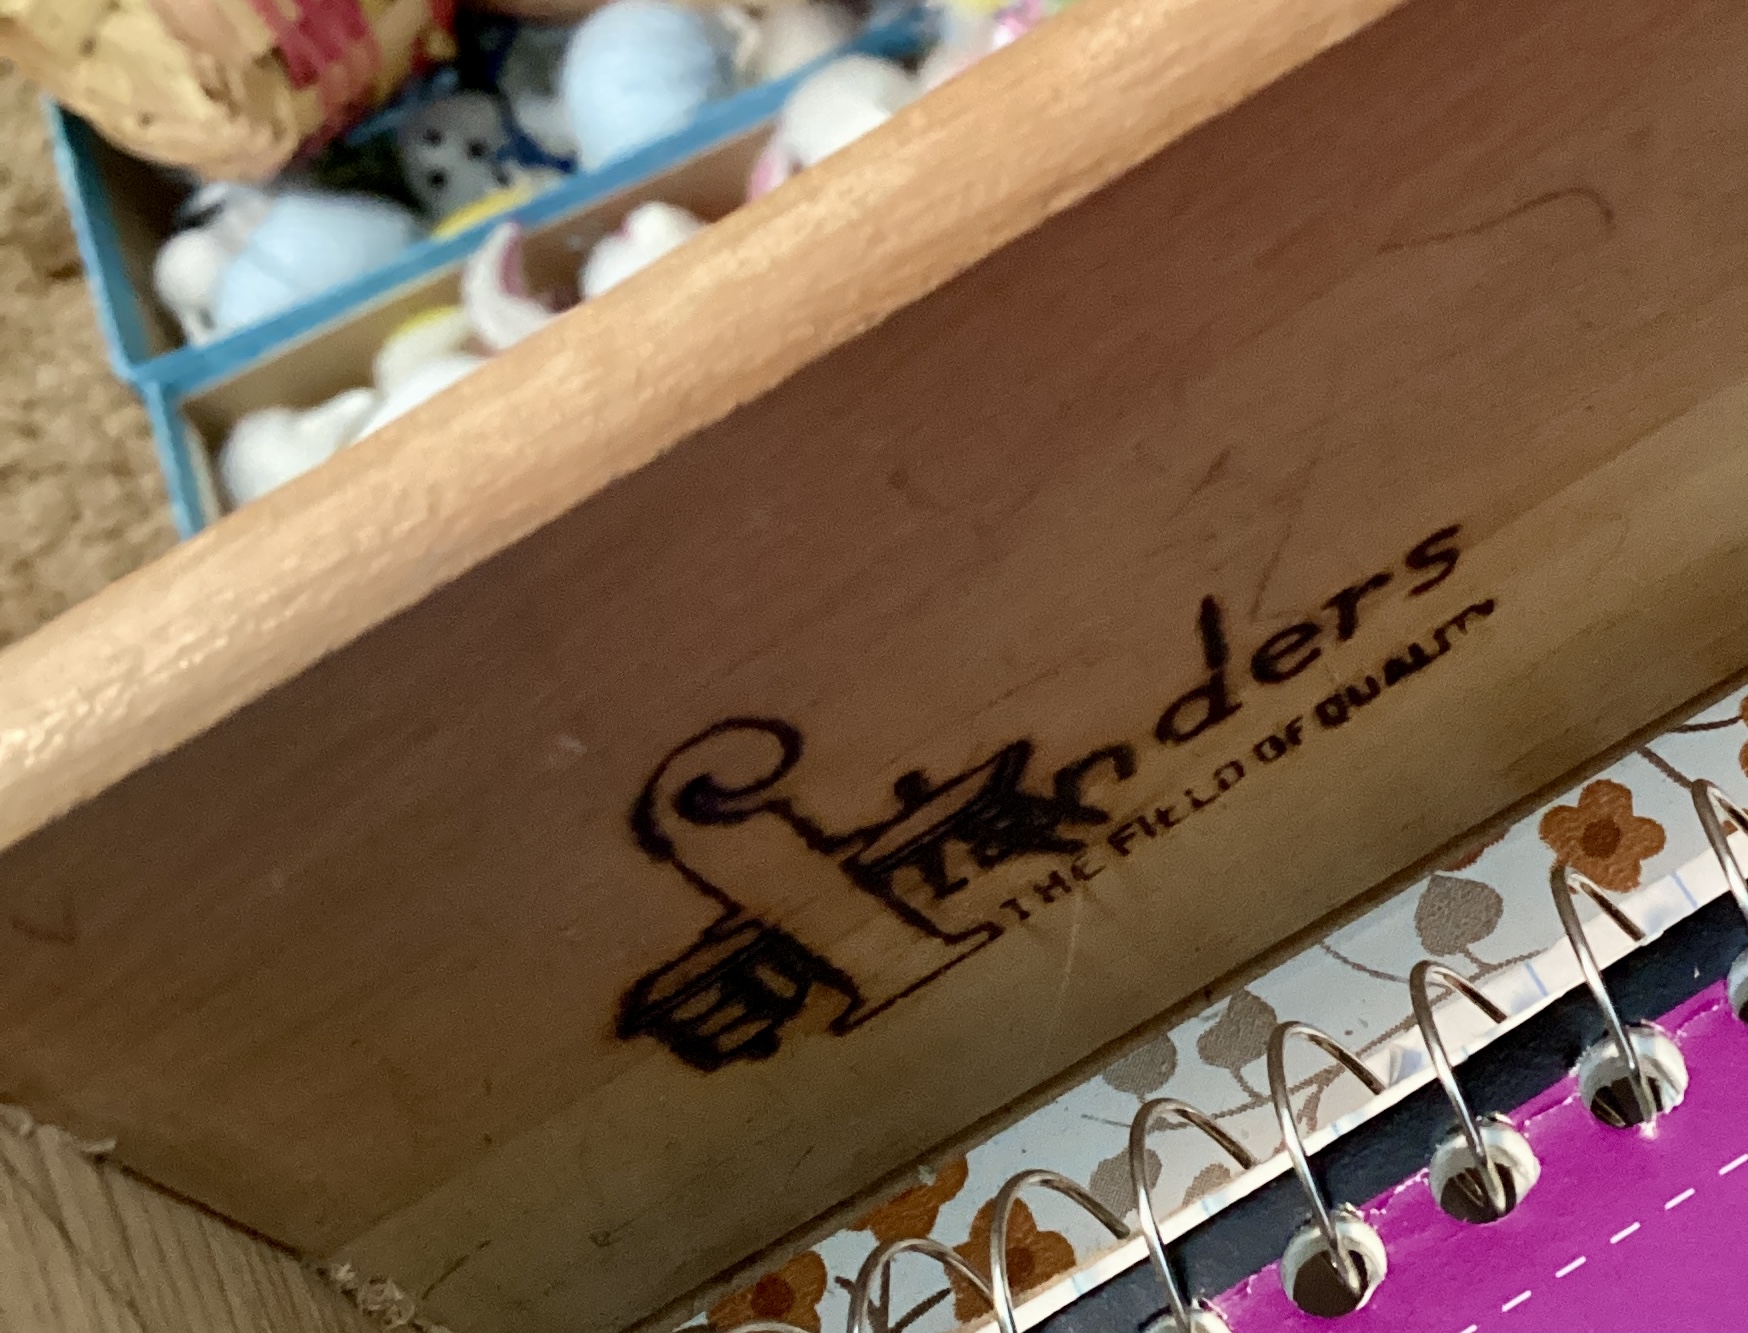 Flanders
THE FIELD OF QUALITY